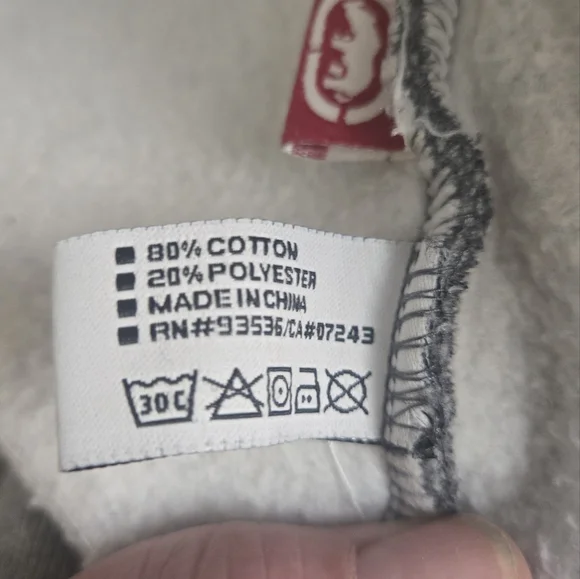 80% COTTON
20% POLYESTER
MADE IN CHINA
RN#93536/CA#07243
30C